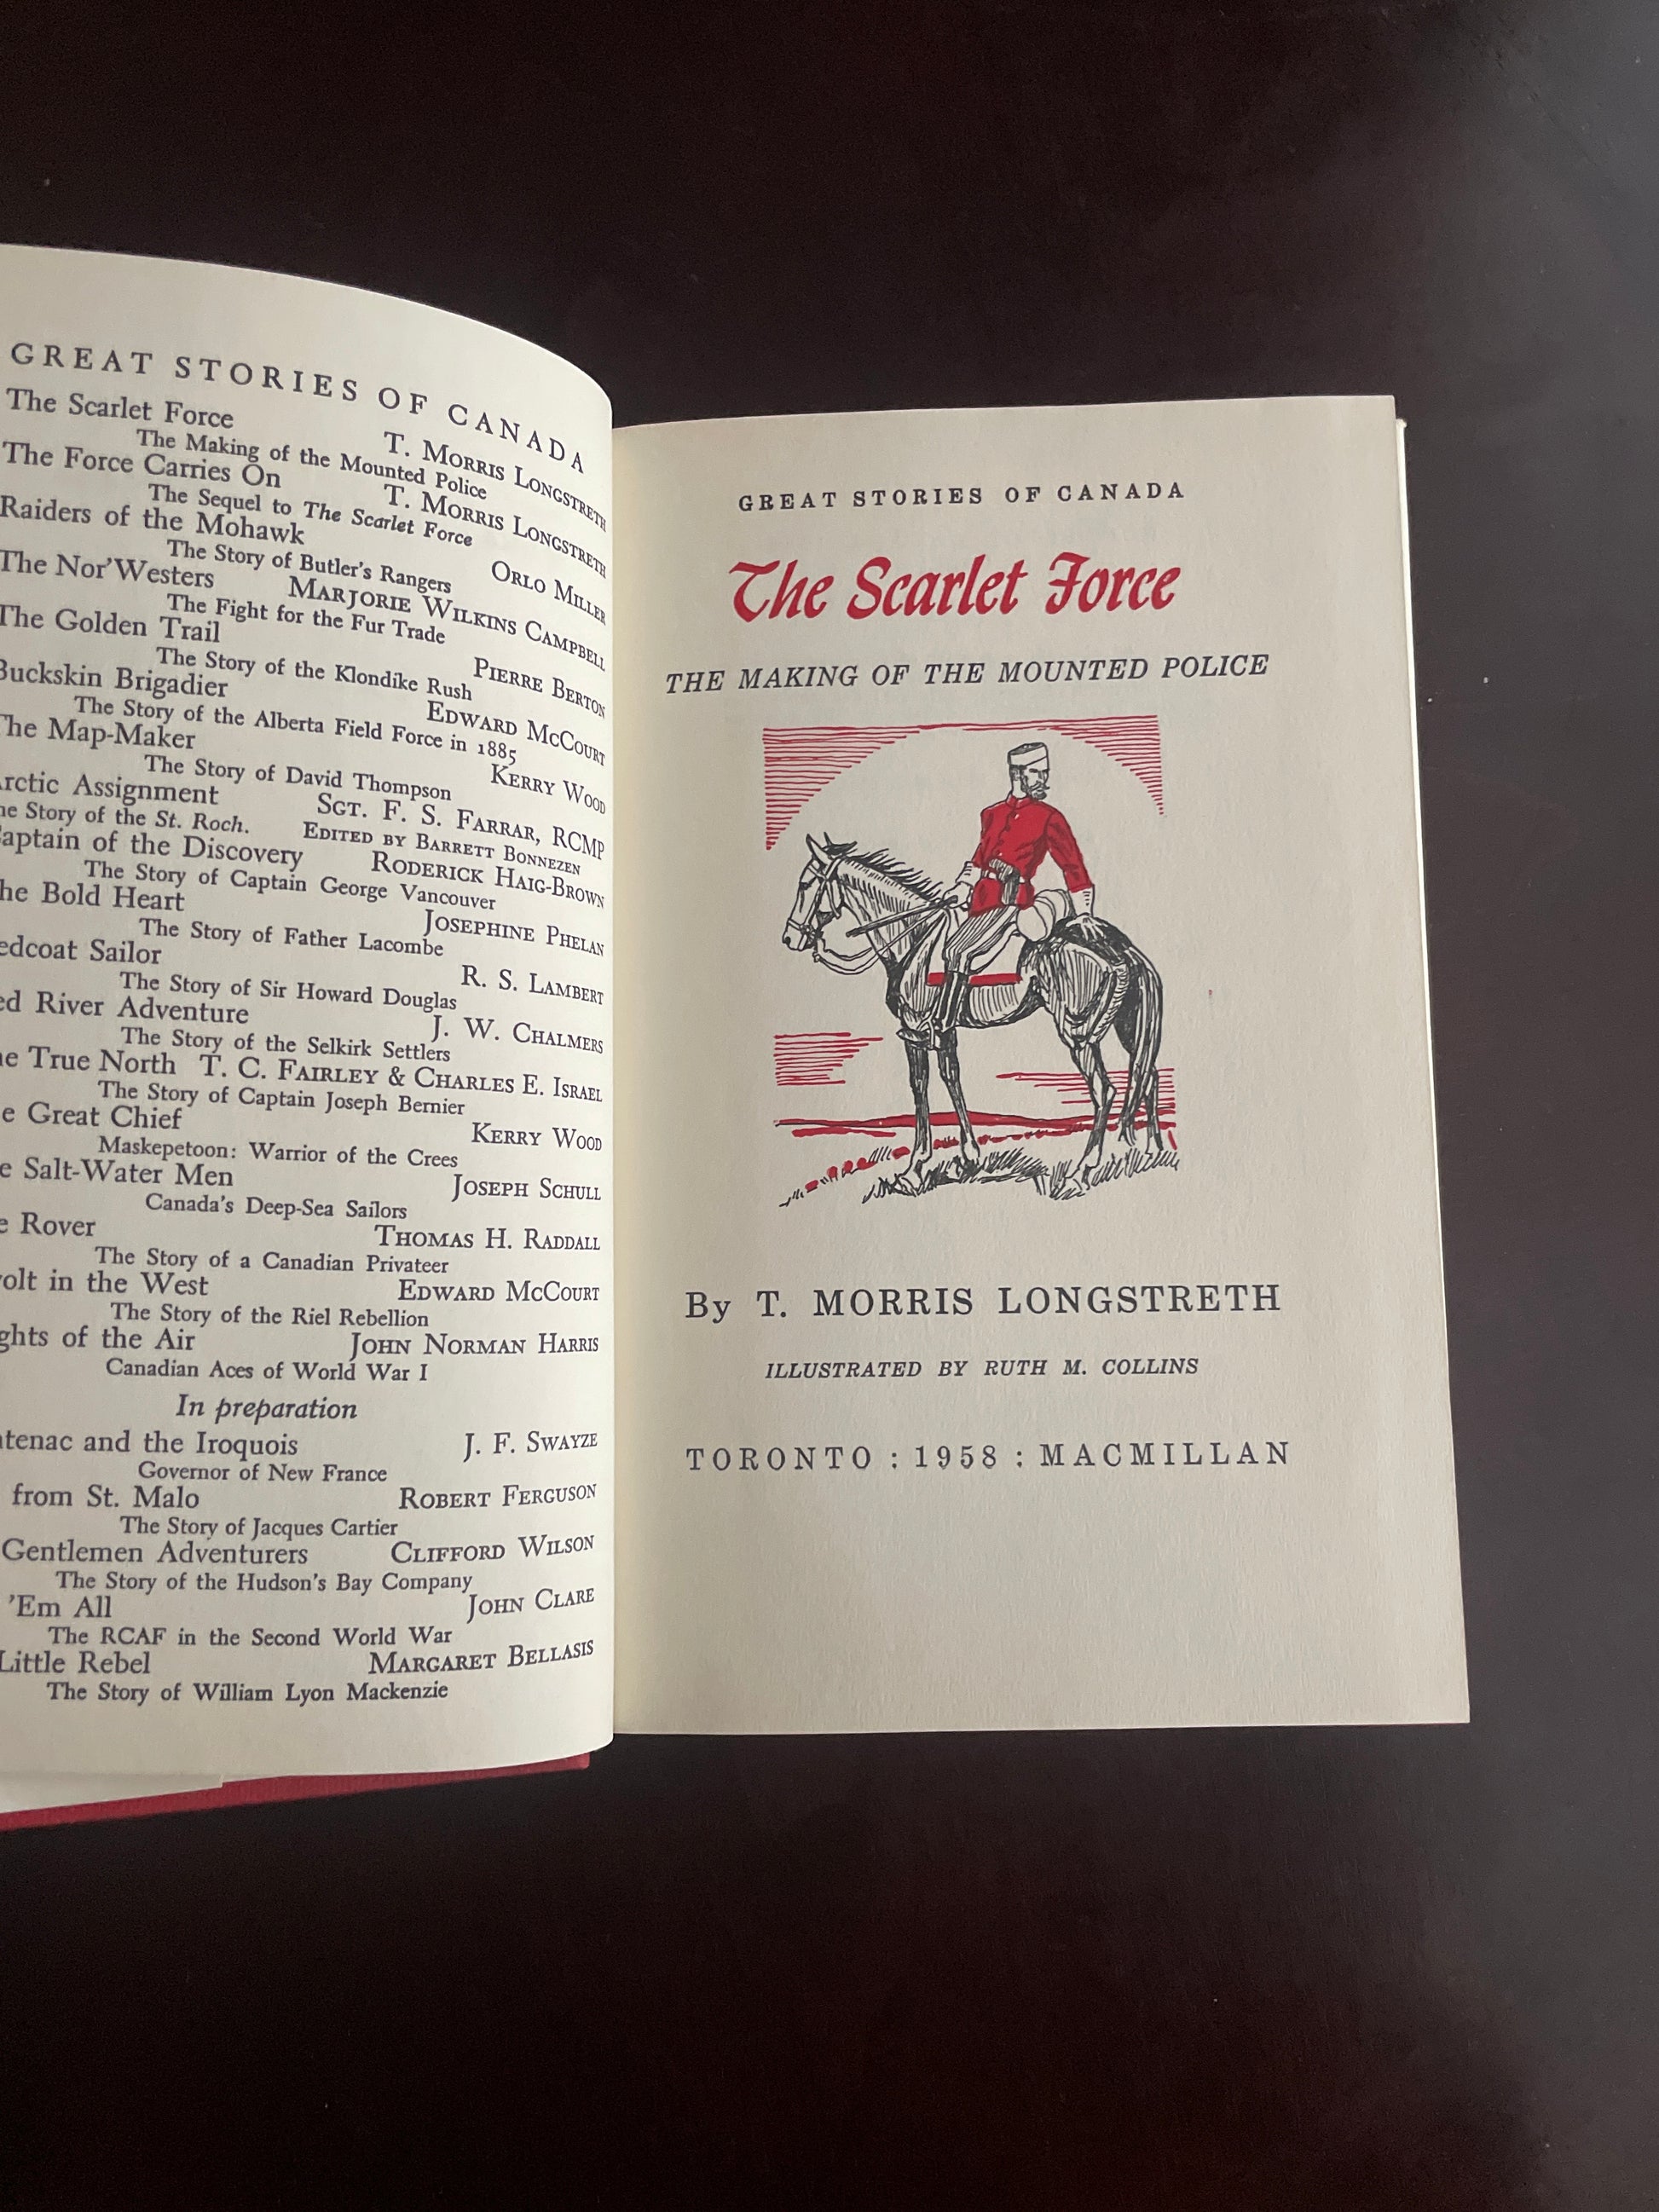 GREAT STORIES OF CANADA
The Scarlet Force T. MORRIS LONGSTRETH
The Making of the Mounted Police
The Force Carries On T. MORRIS LONGSTRETH
The Sequel to The Scarlet Force
Raiders of the Mohawk ORLO MILLER
The Story of Butler's Rangers
The Nor'Westers MARJORIE WILKINS CAMPBELL
The Fight for the Fur Trade
The Golden Trail PIERRE BERTON
The Story of the Klondike Rush
Buckskin Brigadier EDWARD MCCOURT
The Story of the Alberta Field Force in 1885
The Map-Maker KERRY WOOD
The Story of David Thompson
Arctic Assignment SGT. F. S. FARRAR, RCMP
The Story of the St. Roch. EDITED BY BARRETT BONNEZEN
Captain of the Discovery RODERICK HAIG-BROWN
The Story of Captain George Vancouver
The Bold Heart JOSEPHINE PHELAN
The Story of Father Lacombe
edcoat Sailor R. S. LAMBERT
The Story of Sir Howard Douglas
ed River Adventure J. W. CHALMERS
The Story of the Selkirk Settlers
e True North T. C. FAIRLEY & CHARLES E. ISRAEL
The Story of Captain Joseph Bernier
e Great Chief KERRY WOOD
Maskepetoon: Warrior of the Crees
e Salt-Water Men JOSEPH SCHULL
Canada's Deep-Sea Sailors
e Rover THOMAS H. RADDALL
The Story of a Canadian Privateer
volt in the West EDWARD MCCOURT
The Story of the Riel Rebellion
ghts of the Air JOHN NORMAN HARRIS
Canadian Aces of World War I
In preparation
tenac and the Iroquois J. F. SWAYZE
Governor of New France
from St. Malo ROBERT FERGUSON
The Story of Jacques Cartier
Gentlemen Adventurers CLIFFORD WILSON
The Story of the Hudson's Bay Company
'Em All JOHN CLARE
The RCAF in the Second World War
Little Rebel MARGARET BELLASIS
The Story of William Lyon Mackenzie
GREAT STORIES OF CANADA
The Scarlet Force
THE MAKING OF THE MOUNTED POLICE
By T. MORRIS LONGSTRETH
ILLUSTRATED BY RUTH M. COLLINS
TORONTO : 1958 : MACMILLAN